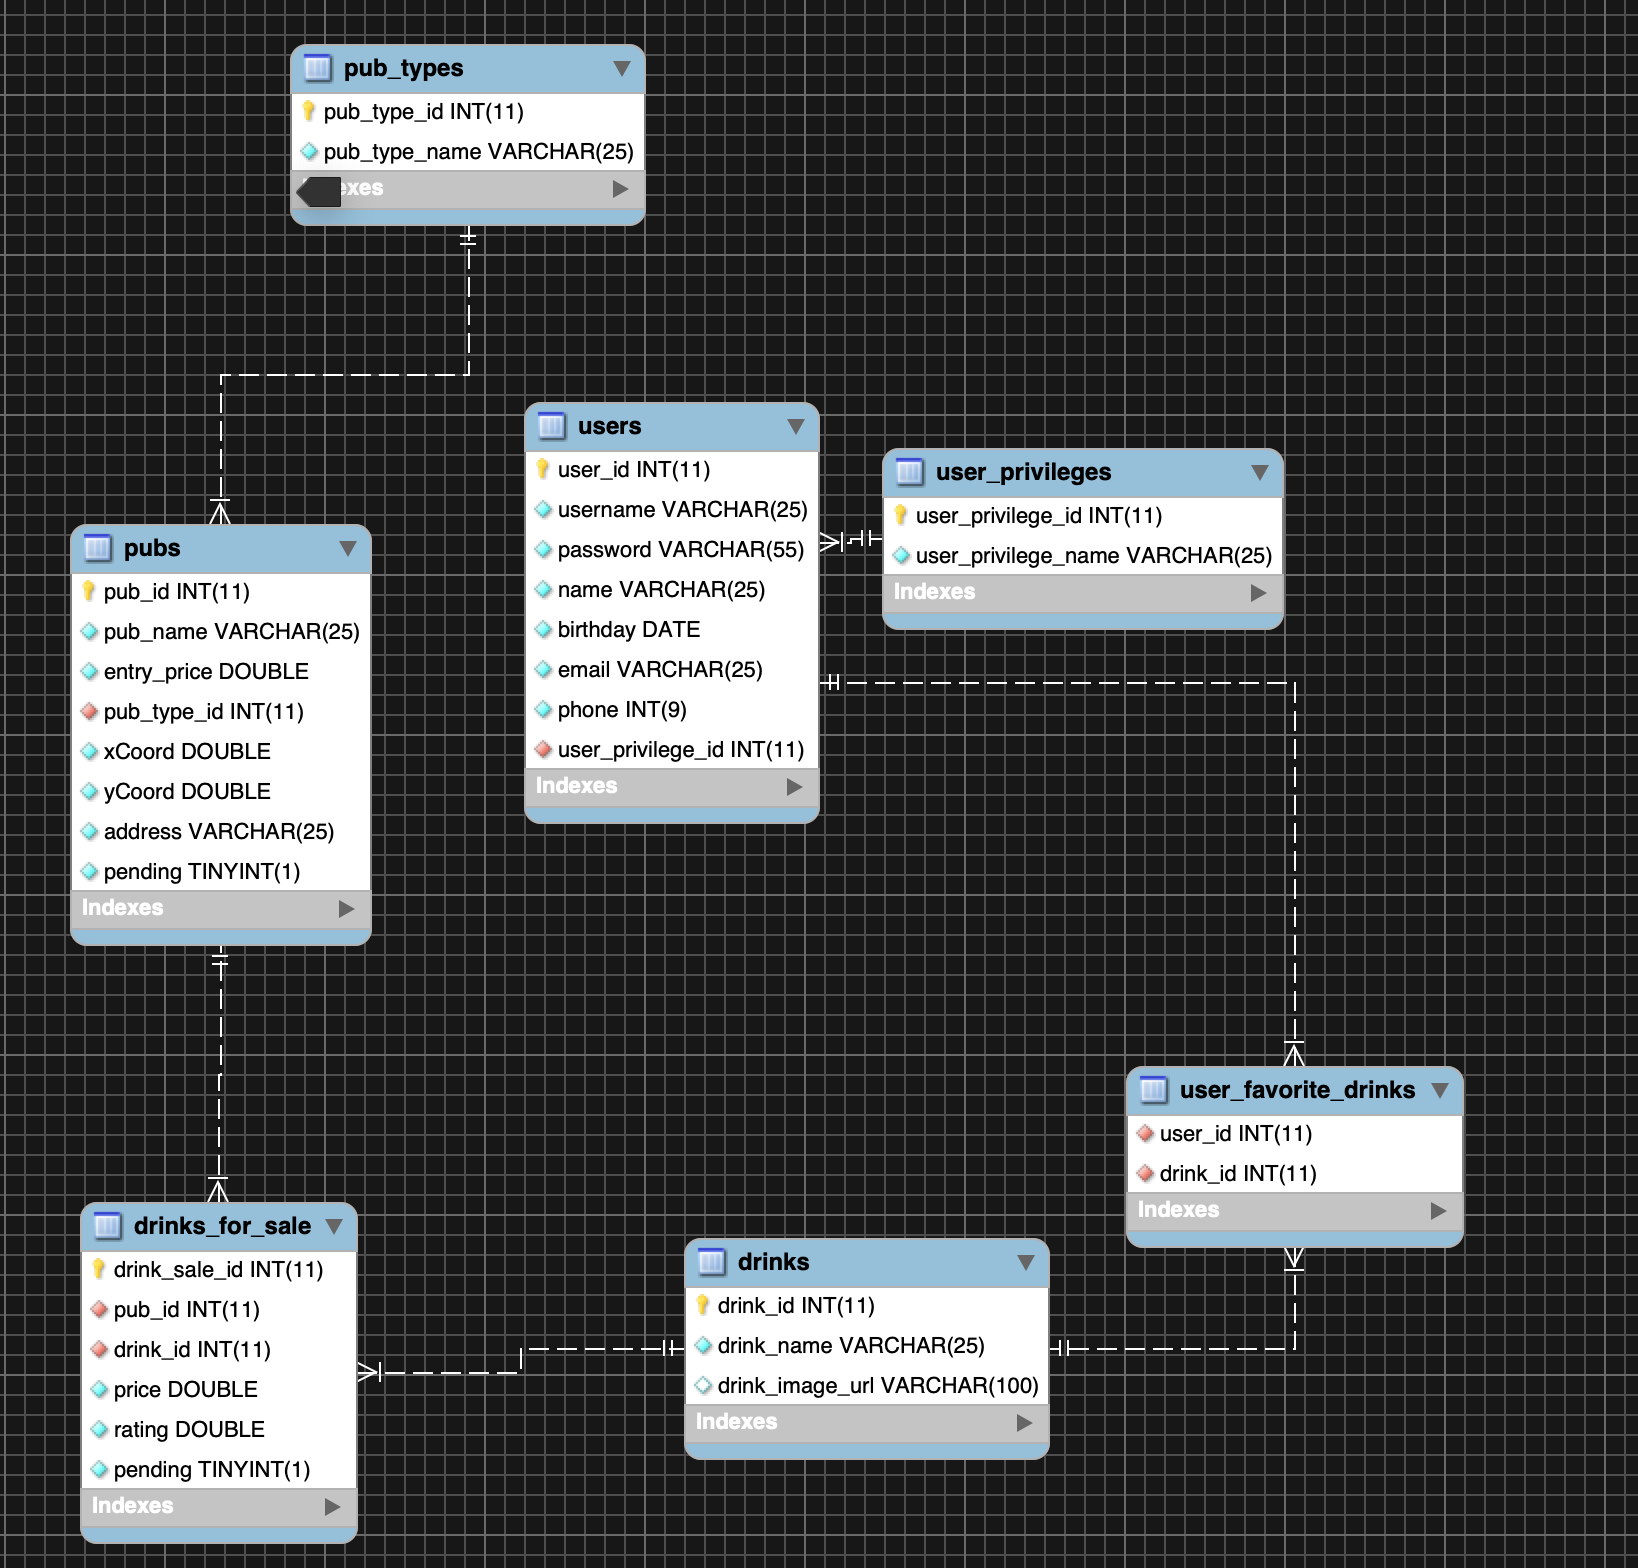 pub_types
pub_type_id INT(11)
pub_type_name VARCHAR(25)
users
user_id INT(11)
username VARCHAR(25)
password VARCHAR(55)
name VARCHAR(25)
birthday DATE
email VARCHAR(25)
phone INT(9)
user_privilege_id INT(11)
Indexes
user_privileges
user_privilege_id INT(11)
user_privilege_name VARCHAR(25)
Indexes
pubs
pub_id INT(11)
pub_name VARCHAR(25)
entry_price DOUBLE
pub_type_id INT(11)
xCoord DOUBLE
yCoord DOUBLE
address VARCHAR(25)
pending TINYINT(1)
Indexes
user_favorite_drinks
user_id INT(11)
drink_id INT(11)
Indexes
drinks_for_sale
drink_sale_id INT(11)
pub_id INT(11)
drink_id INT(11)
price DOUBLE
rating DOUBLE
pending TINYINT(1)
Indexes
drinks
drink_id INT(11)
drink_name VARCHAR(25)
drink_image_url VARCHAR(100)
Indexes